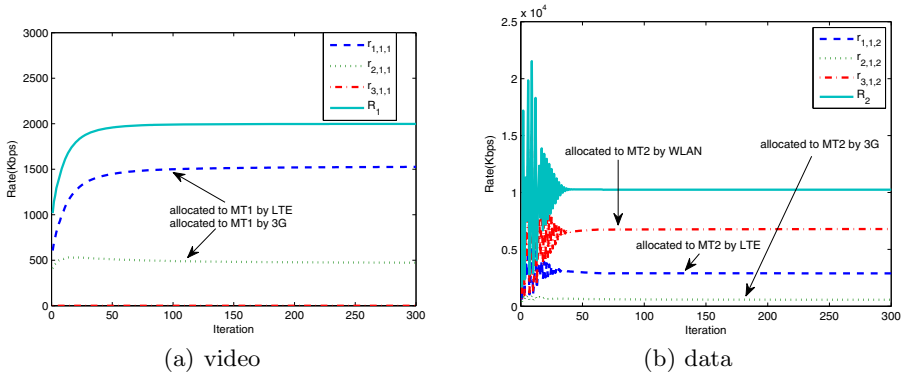 3000
2500
2000
1500
1000
500
0
Rate(Kbps)
0 50 100 150 200 250 300
Iteration
r1,1,1
r2,1,1
r3,1,1
R1
allocated to MT1 by LTE
allocated to MT1 by 3G
(a) video
x 10^4
2.5
2
1.5
1
0.5
0
Rate(Kbps)
0 50 100 150 200 250 300
Iteration
r1,1,2
r2,1,2
r3,1,2
R2
allocated to MT2 by WLAN
allocated to MT2 by 3G
allocated to MT2 by LTE
(b) data